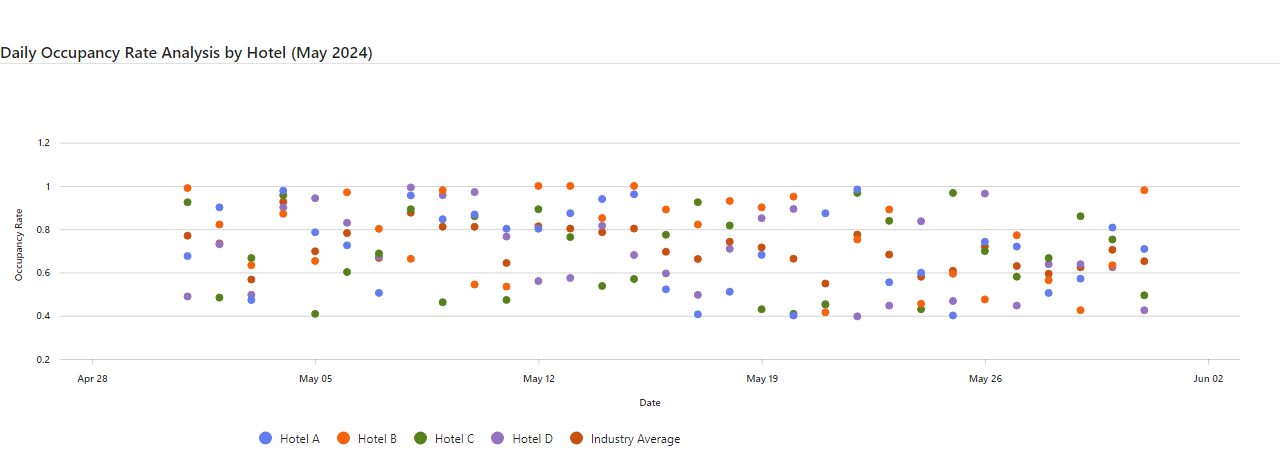 Daily Occupancy Rate Analysis by Hotel (May 2024)
1.2
1
0.8
0.6
0.4
0.2
Occupancy Rate
Apr 28 May 05 May 12 May 19 May 26 Jun 02
Date
Hotel A Hotel B Hotel C Hotel D Industry Average